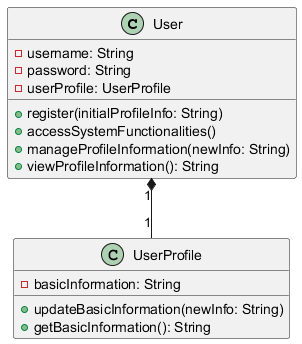 C User
username: String
password: String
userProfile: UserProfile
register(initialProfileInfo: String)
accessSystemFunctionalities()
manageProfileInformation(newInfo: String)
viewProfileInformation(): String
1
1
C UserProfile
basicInformation: String
updateBasicInformation(newInfo: String)
getBasicInformation(): String